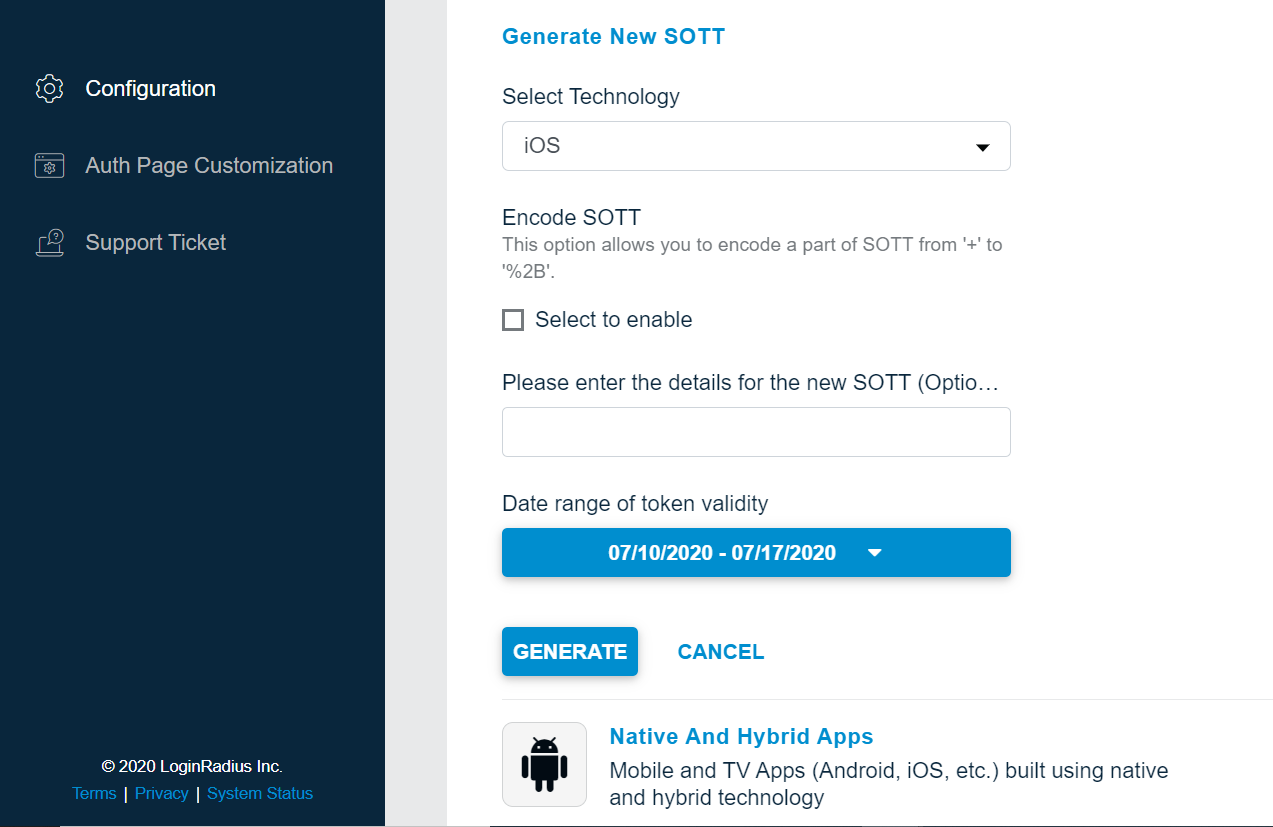 Configuration
Auth Page Customization
Support Ticket
© 2020 LoginRadius Inc.
Terms | Privacy | System Status
Generate New SOTT
Select Technology
iOS
Encode SOTT
This option allows you to encode a part of SOTT from '+' to
'%2B'.
Select to enable
Please enter the details for the new SOTT (Optio…
Date range of token validity
07/10/2020 - 07/17/2020
GENERATE CANCEL
Native And Hybrid Apps
Mobile and TV Apps (Android, iOS, etc.) built using native
and hybrid technology